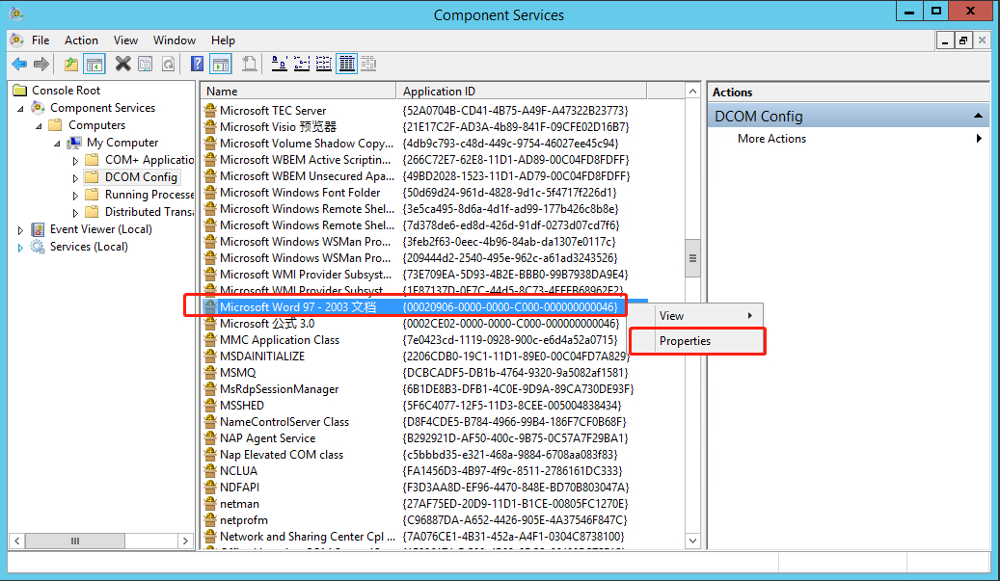 Component Services
File Action View Window Help
Name Application ID
Console Root
Component Services
Computers
My Computer
COM+ Applicatio
DCOM Config
Running Processe
Distributed Trans
Event Viewer (Local)
Services (Local)
Microsoft TEC Server {52A0704B-CD41-4B75-A49F-A47322B23773}
Microsoft Visio 预览器 {21E17C2F-AD3A-4b89-841F-09CFE02D16B7}
Microsoft Volume Shadow Copy... {4db9c793-c48d-449c-9754-46027ee45c94}
Microsoft WBEM Active Scriptin... {266C72E7-62E8-11D1-AD89-00C04FD8FDFF}
Microsoft WBEM Unsecured Apa... {49BD2028-1523-11D1-AD79-00C04FD8FDFF}
Microsoft Windows Font Folder {50d69d24-961d-4828-9d1c-5f4717f226d1}
Microsoft Windows Remote Shel... {3e5ca495-8d6a-4d1f-ad99-177b426c8b8e}
Microsoft Windows Remote Shel... {7d378de6-ed8d-426d-91df-0273d07cd7f6}
Microsoft Windows WSMan Pro... {3feb2f63-0eec-4b96-84ab-da1307e0117c}
Microsoft Windows WSMan Pro... {209444d2-2540-495e-962c-a61ad3243526}
Microsoft WMI Provider Subsyst... {73E709EA-5D93-4B2E-BBB0-99B7938DA9E4}
Microsoft WMI Provider Subsyst... {1F87137D-0F7C-44d5-8C73-4EFFB68962F2}
Microsoft Word 97 - 2003 文档 {00020906-0000-0000-C000-000000000046}
Microsoft 公式 3.0 {0002CE02-0000-0000-C000-000000000046}
MMC Application Class {7e0423cd-1119-0928-900c-e6d4a52a0715}
MSDAINITIALIZE {2206CDB0-19C1-11D1-89E0-00C04FD7A829}
MSMQ {DCBCADF5-DB1b-4764-9320-9a5082af1581}
MsRdpSessionManager {6B1DE8B3-DFB1-4C0E-9D9A-89CA730DE93F}
MSSHED {5F6C4077-12F5-11D3-8CEE-005004838434}
NameControlServer Class {D8F4CDE5-B784-4966-99B4-186F7CF0B68F}
NAP Agent Service {B292921D-AF50-400c-9B75-0C57A7F29BA1}
Nap Elevated COM class {c5bbbd35-e321-468a-9884-6708aa083f83}
NCLUA {FA1456D3-4B97-4f9c-8511-2786161DC333}
NDFAPI {F3D3AA8D-EF96-4470-848E-BD70B803047A}
netman {27AF75ED-20D9-11D1-B1CE-00805FC1270E}
netprofm {C96887DA-A652-4426-905E-4A37546F847C}
Network and Sharing Center Cpl ... {7A076CE1-4B31-452a-A4F1-0304C8738100}
View
Properties
Actions
DCOM Config
More Actions